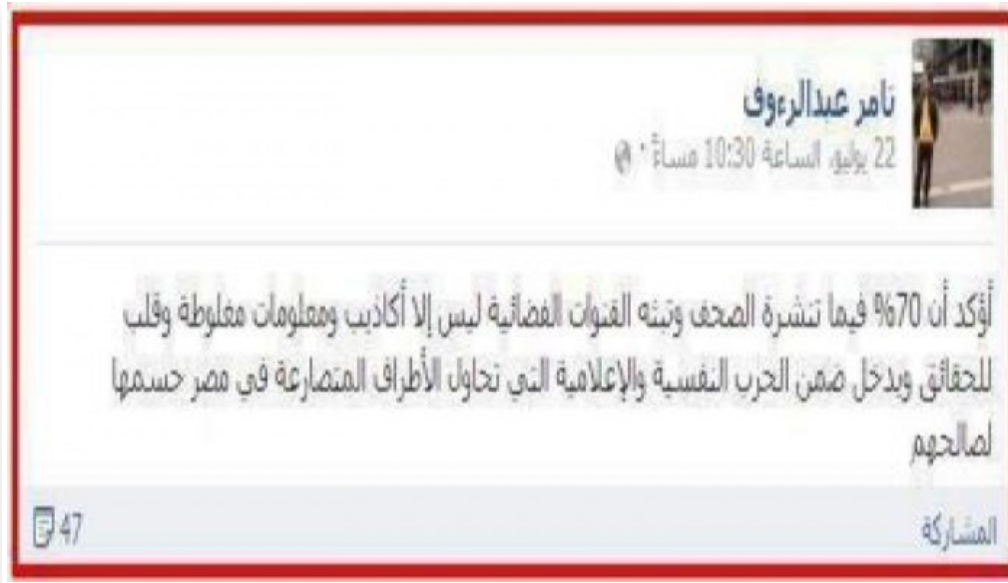 تامر عبدالرءوف
22 يوليو، الساعة 10:30 مساءً ·
أؤكد أن 70% فيما تنشرة الصحف وتبثه القنوات الفضائية ليس إلا أكاذيب ومعلومات مغلوطة وقلب
للحقائق ويدخل ضمن الحرب النفسية والإعلامية التي تحاول الأطراف المتصارعة في مصر حسمها
لصالحهم
المشاركة 47